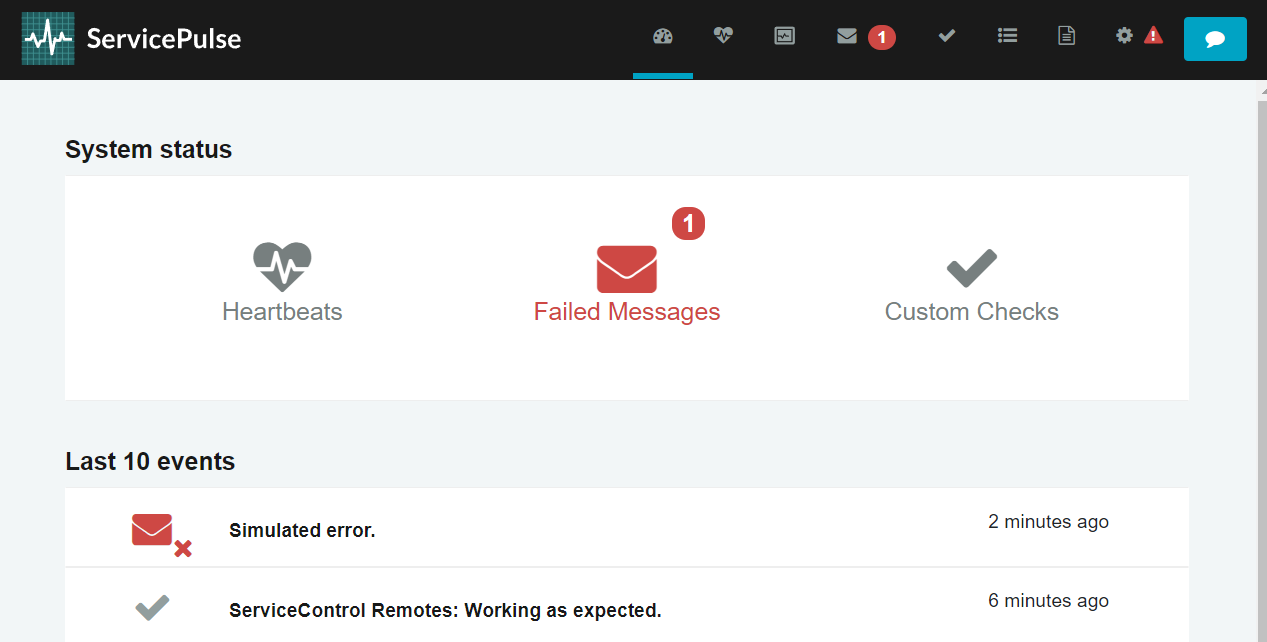 ServicePulse
1
System status
1
Heartbeats
Failed Messages
Custom Checks
Last 10 events
Simulated error.
2 minutes ago
ServiceControl Remotes: Working as expected.
6 minutes ago